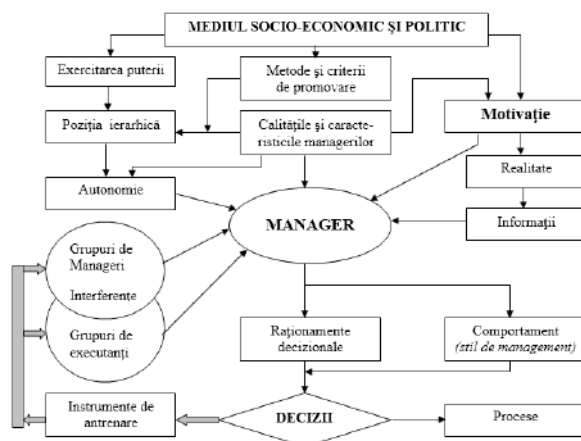 MEDIUL SOCIO-ECONOMIC ŞI POLITIC
Exercitarea puterii
Metode şi criterii
de promovare
Poziţia ierarhică
Calităţile şi caracte-
risticile managerilor
Motivaţie
Realitate
Autonomie
Informaţii
MANAGER
Grupuri de
Manageri
Interferenţe
Grupuri de
executanţi
Raţionamente
decizionale
Comportament
(stil de management)
Instrumente de
antrenare
DECIZII
Procese